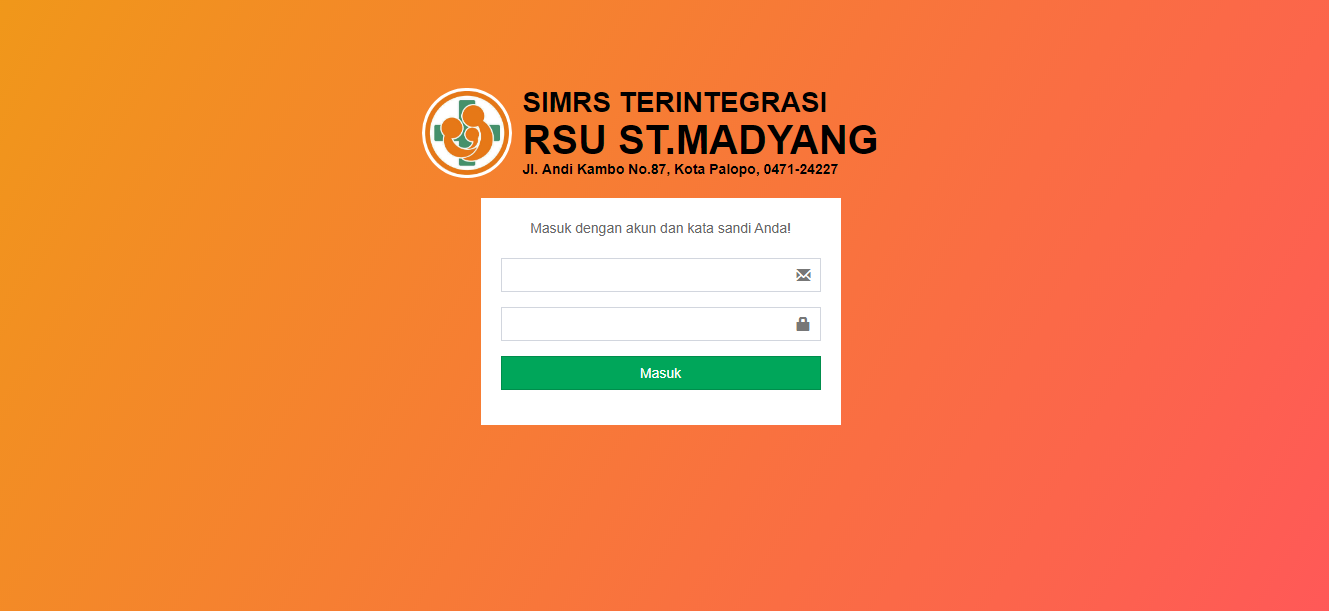 SIMRS TERINTEGRASI
RSU ST.MADYANG
Jl. Andi Kambo No.87, Kota Palopo, 0471-24227
Masuk dengan akun dan kata sandi Anda!
Masuk